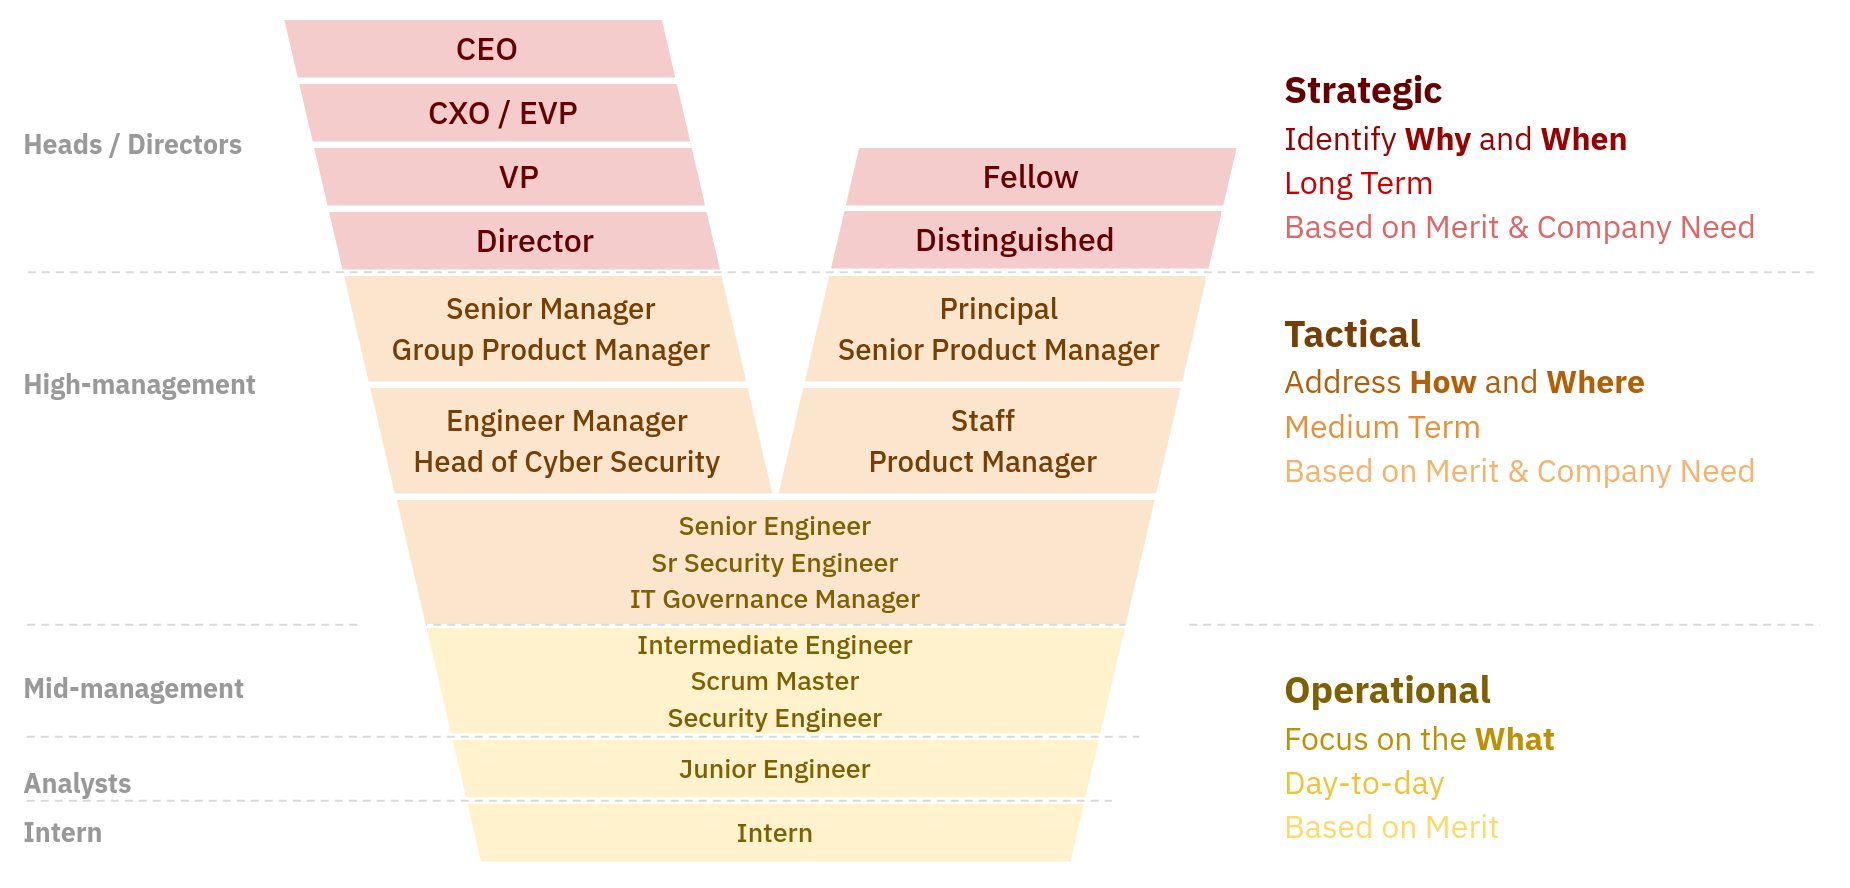 CEO
CXO / EVP
Heads / Directors
VP
Director
Fellow
Distinguished
Strategic
Identify Why and When
Long Term
Based on Merit & Company Need
High-management
Senior Manager
Group Product Manager
Engineer Manager
Head of Cyber Security
Principal
Senior Product Manager
Staff
Product Manager
Senior Engineer
Sr Security Engineer
IT Governance Manager
Tactical
Address How and Where
Medium Term
Based on Merit & Company Need
Mid-management
Intermediate Engineer
Scrum Master
Security Engineer
Analysts
Junior Engineer
Intern
Intern
Operational
Focus on the What
Day-to-day
Based on Merit